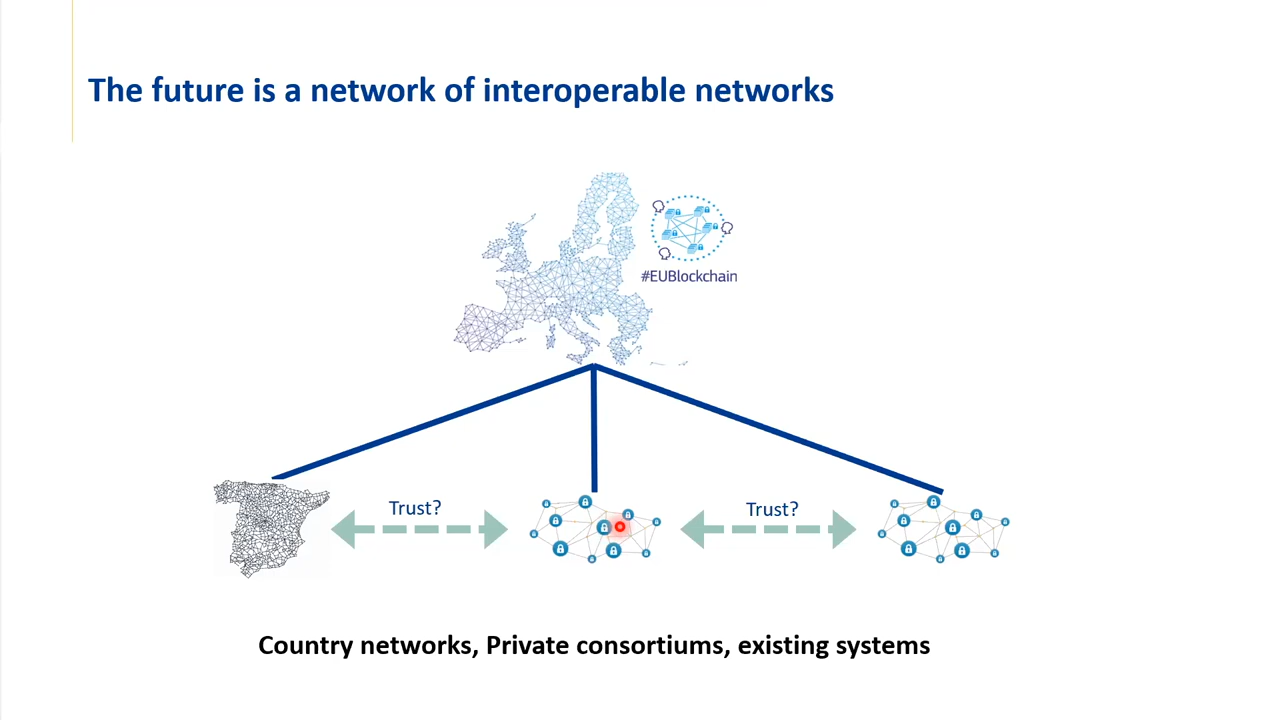 The future is a network of interoperable networks
#EUBlockchain
Trust?
Trust?
Country networks, Private consortiums, existing systems